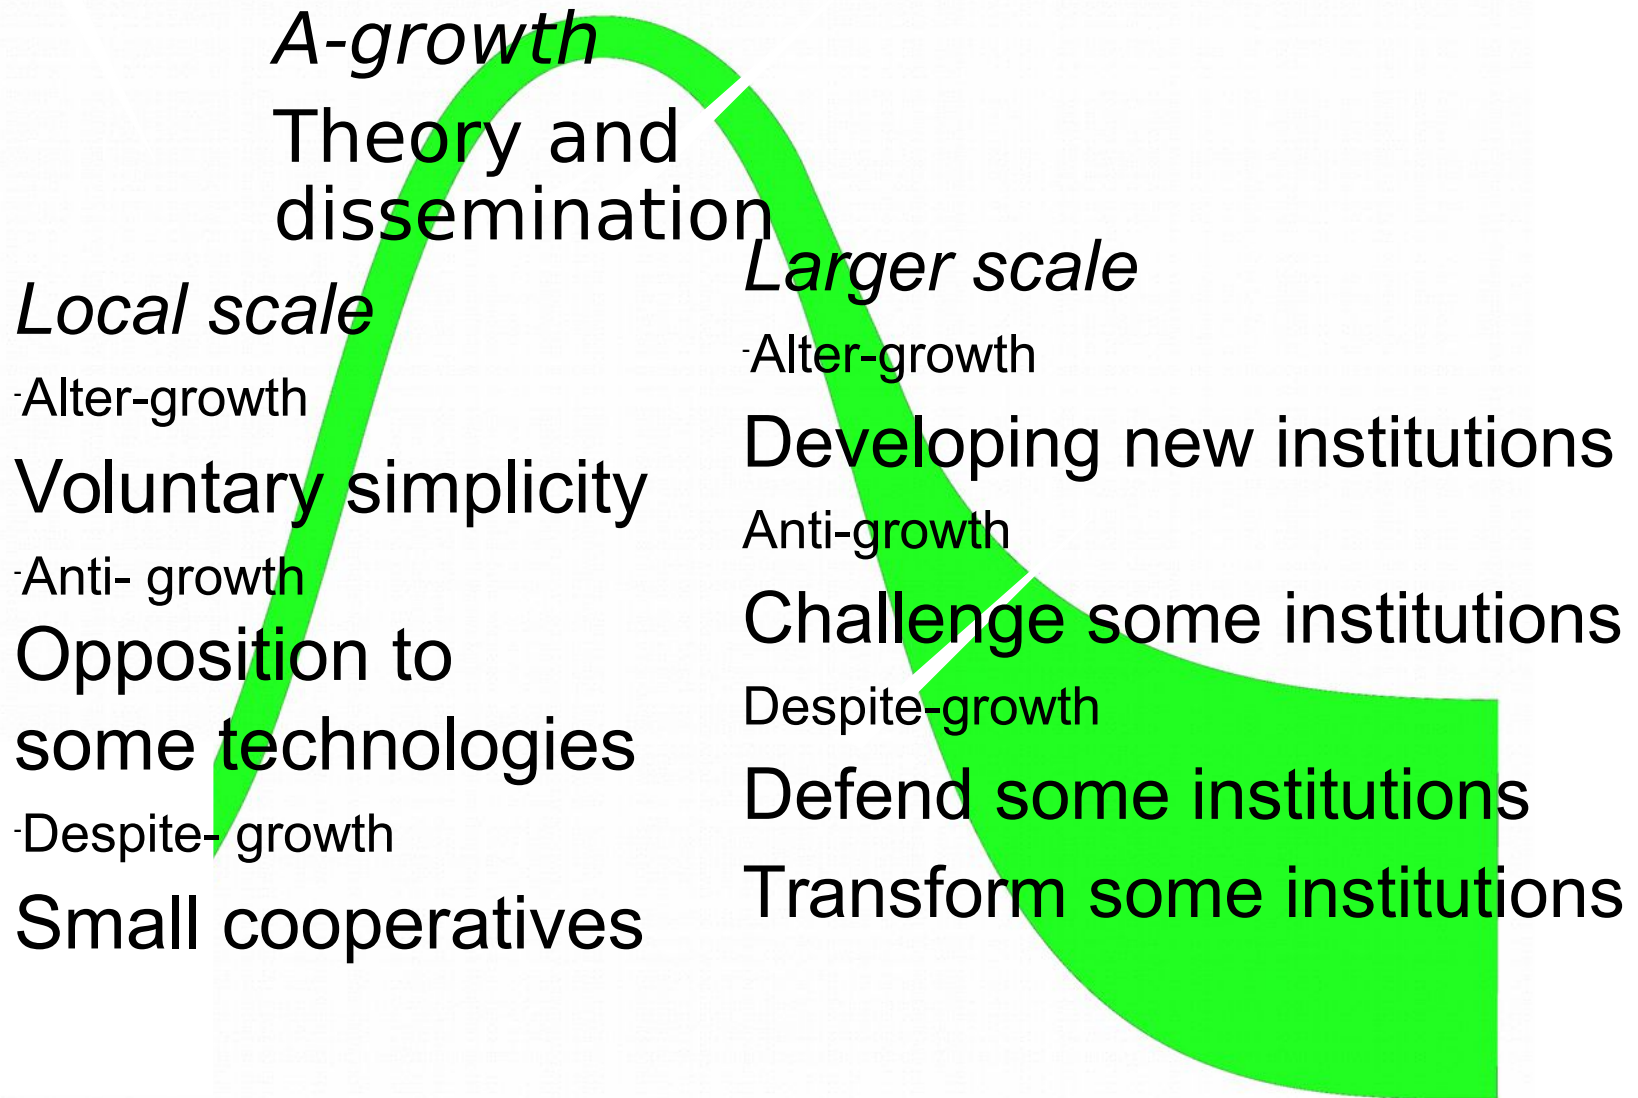 A-growth
Theory and
dissemination
Local scale
-Alter-growth
Voluntary simplicity
-Anti- growth
Opposition to
some technologies
-Despite- growth
Small cooperatives
Larger scale
-Alter-growth
Developing new institutions
Anti-growth
Challenge some institutions
Despite-growth
Defend some institutions
Transform some institutions